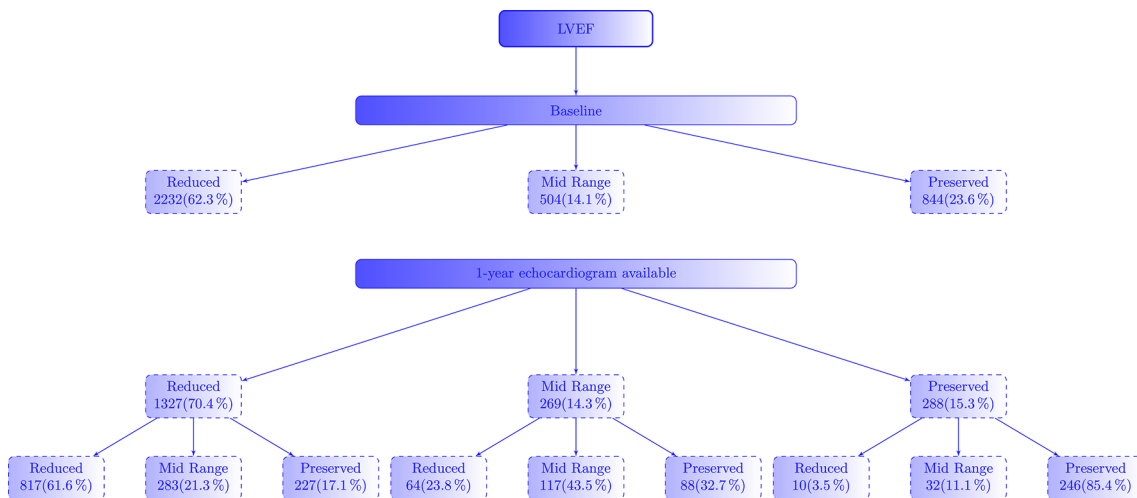 LVEF
Baseline
Reduced
2232(62.3 %)
Mid Range
504(14.1 %)
Preserved
844(23.6 %)
1-year echocardiogram available
Reduced
1327(70.4 %)
Mid Range
269(14.3 %)
Preserved
288(15.3 %)
Reduced
817(61.6 %)
Mid Range
283(21.3 %)
Preserved
227(17.1 %)
Reduced
64(23.8 %)
Mid Range
117(43.5 %)
Preserved
88(32.7 %)
Reduced
10(3.5 %)
Mid Range
32(11.1 %)
Preserved
246(85.4 %)